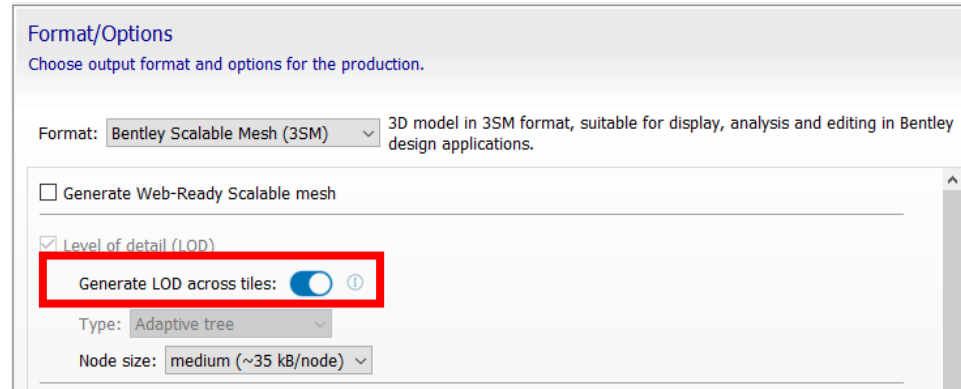 Format/Options
Choose output format and options for the production.
Format: Bentley Scalable Mesh (3SM) 3D model in 3SM format, suitable for display, analysis and editing in Bentley
design applications.
Generate Web-Ready Scalable mesh
Level of detail (LOD)
Generate LOD across tiles:
Type: Adaptive tree
Node size: medium (~35 kB/node)